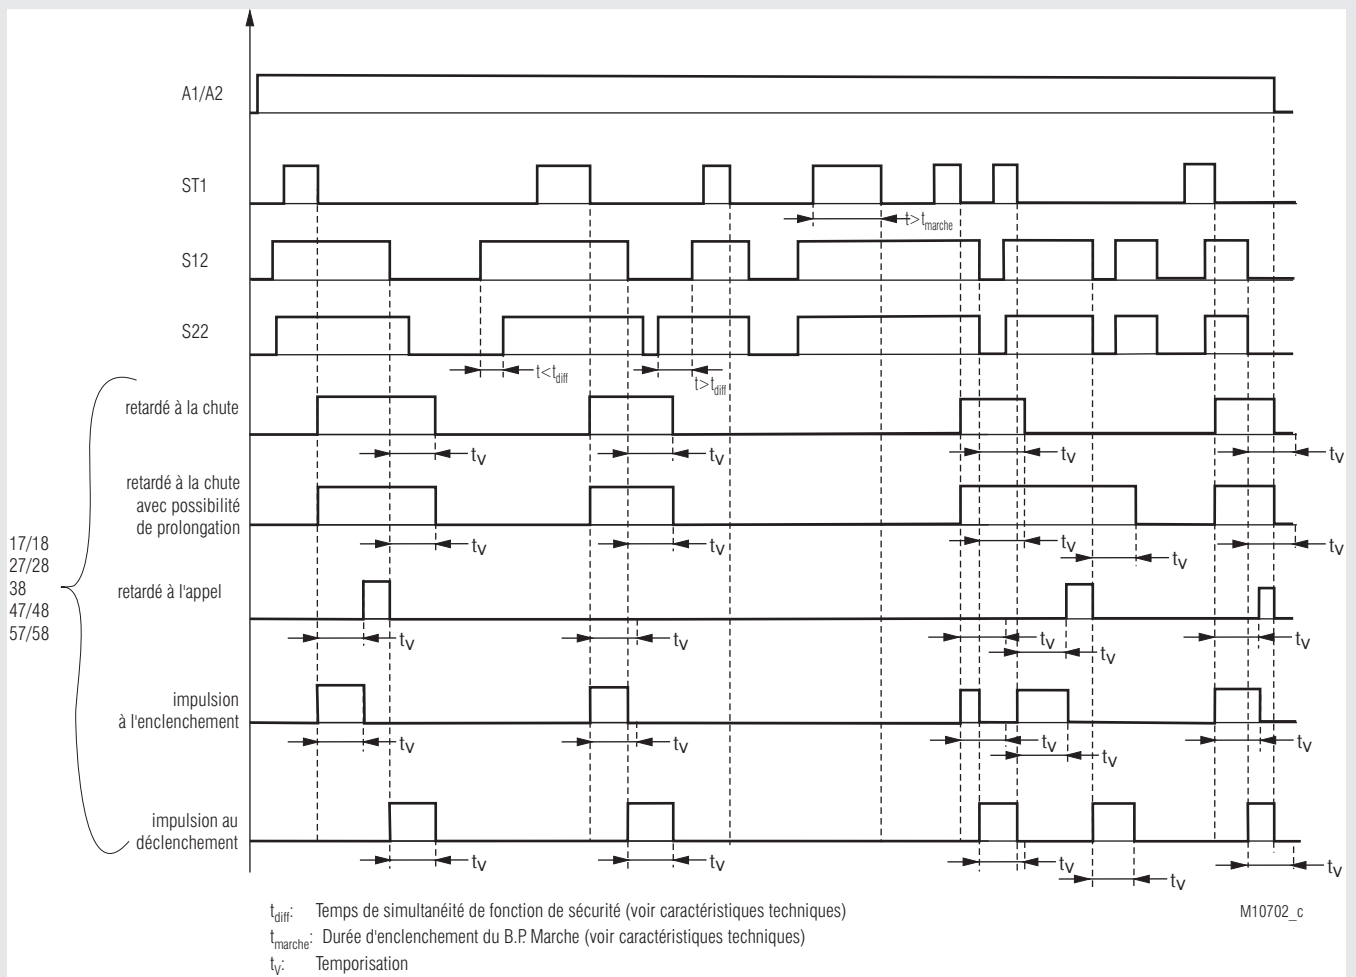 A1/A2
ST1
t>tmarche
S12
S22
t<tdiff
t>tdiff
retardé à la chute
tv
tv
tv
tv
retardé à la chute
avec possibilité
de prolongation
tv
tv
tv
tv
tv
17/18
27/28
38
47/48
57/58
retardé à l'appel
tv
tv
tv
tv
tv
impulsion
à l'enclenchement
tv
tv
tv
tv
tv
impulsion au
déclenchement
tv
tv
tv
tv
tv
tdiff: Temps de simultanéité de fonction de sécurité (voir caractéristiques techniques)
M10702_c
tmarche: Durée d'enclenchement du B.P. Marche (voir caractéristiques techniques)
tV: Temporisation